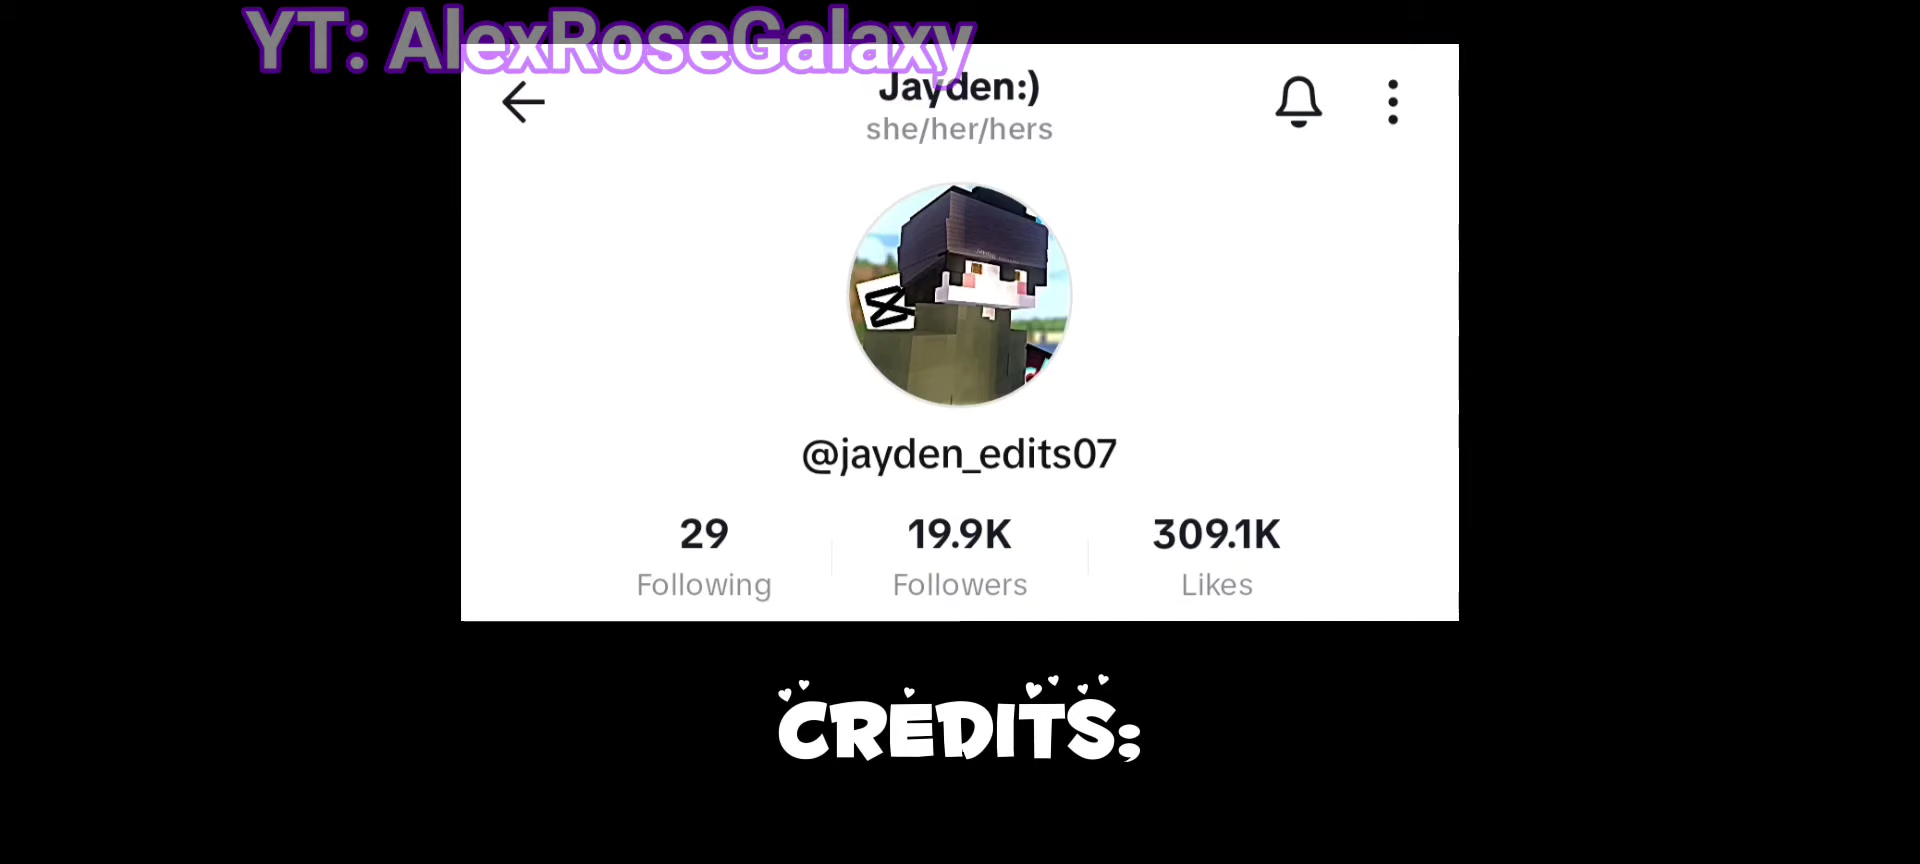 YT: AlexRoseGalaxy
Jayden:)
she/her/hers
@jayden_edits07
29 19.9K 309.1K
Following Followers Likes
CREDITS;